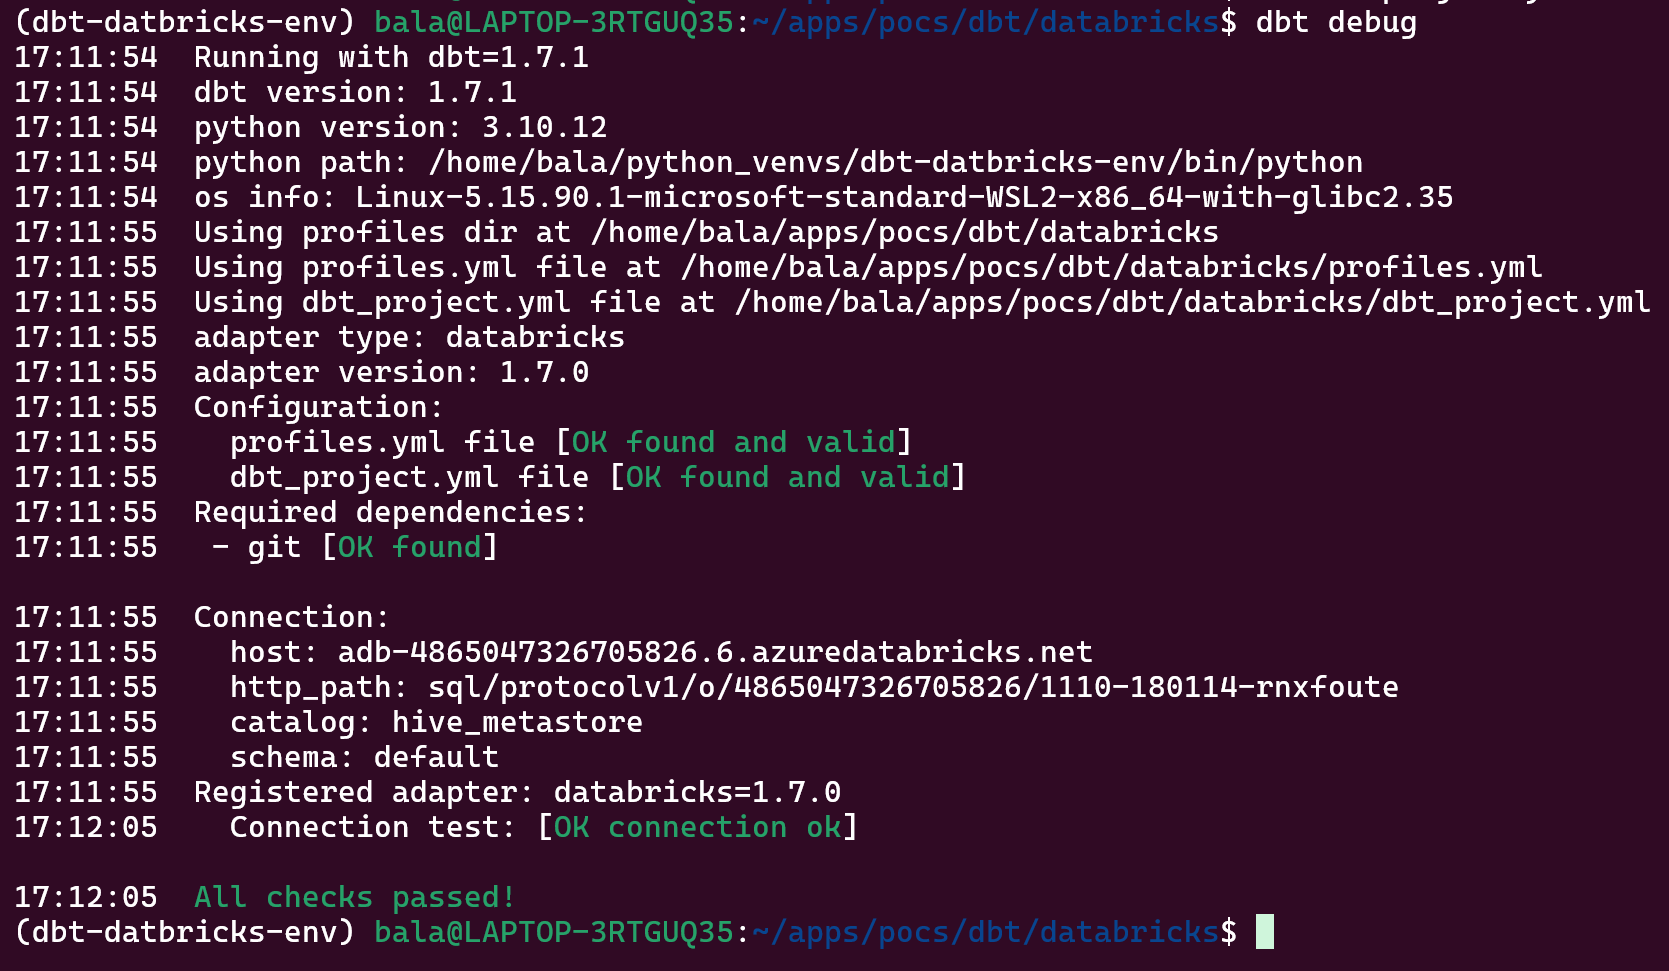 (dbt-datbricks-env) bala@LAPTOP-3RTGUQ35:~/apps/pocs/dbt/databricks$ dbt debug
17:11:54  Running with dbt=1.7.1
17:11:54  dbt version: 1.7.1
17:11:54  python version: 3.10.12
17:11:54  python path: /home/bala/python_venvs/dbt-datbricks-env/bin/python
17:11:54  os info: Linux-5.15.90.1-microsoft-standard-WSL2-x86_64-with-glibc2.35
17:11:55  Using profiles dir at /home/bala/apps/pocs/dbt/databricks
17:11:55  Using profiles.yml file at /home/bala/apps/pocs/dbt/databricks/profiles.yml
17:11:55  Using dbt_project.yml file at /home/bala/apps/pocs/dbt/databricks/dbt_project.yml
17:11:55  adapter type: databricks
17:11:55  adapter version: 1.7.0
17:11:55  Configuration:
17:11:55    profiles.yml file [OK found and valid]
17:11:55    dbt_project.yml file [OK found and valid]
17:11:55  Required dependencies:
17:11:55   - git [OK found]
17:11:55  Connection:
17:11:55    host: adb-4865047326705826.6.azuredatabricks.net
17:11:55    http_path: sql/protocolv1/o/4865047326705826/1110-180114-rnxfoute
17:11:55    catalog: hive_metastore
17:11:55    schema: default
17:11:55  Registered adapter: databricks=1.7.0
17:12:05    Connection test: [OK connection ok]
17:12:05  All checks passed!
(dbt-datbricks-env) bala@LAPTOP-3RTGUQ35:~/apps/pocs/dbt/databricks$